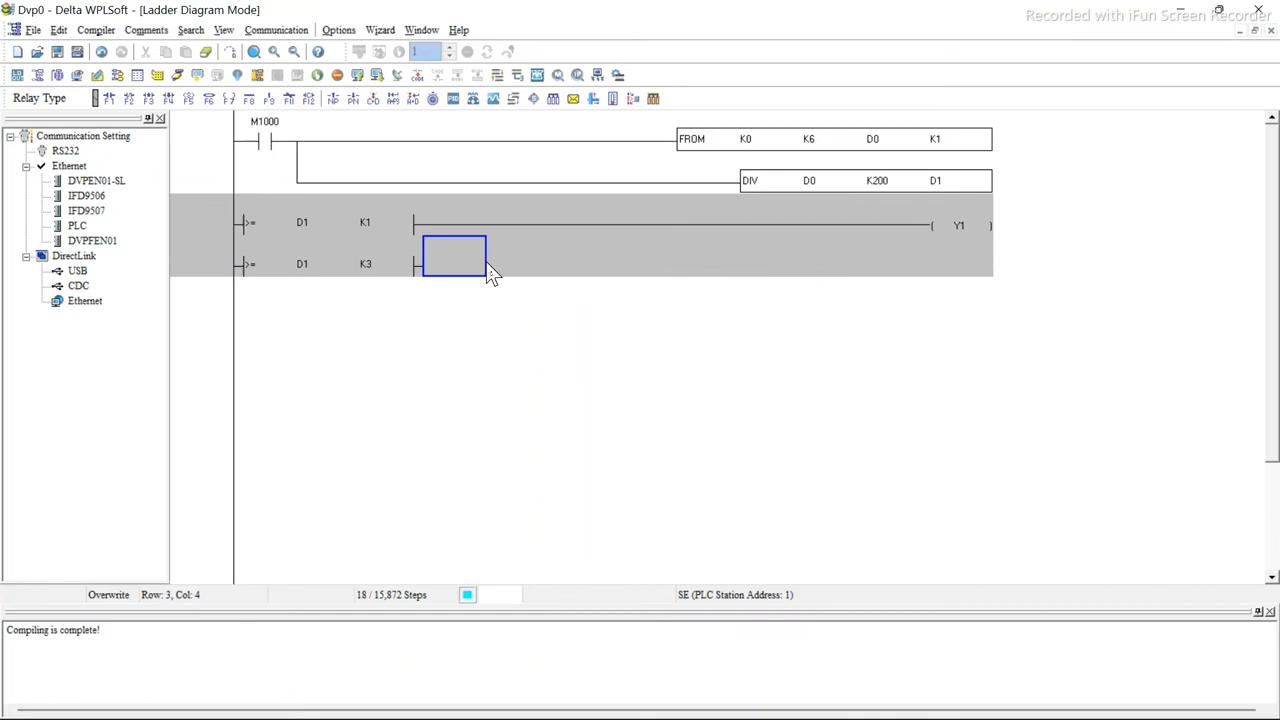 Dvp0 - Delta WPLSoft - [Ladder Diagram Mode]
Recorded with iFun Screen Recorder
File Edit Compiler Comments Search View Communication Options Wizard Window Help
1
Relay Type
Communication Setting
RS232
Ethernet
DVPEN01-SL
IFD9506
IFD9507
PLC
DVPFEN01
DirectLink
USB
CDC
Ethernet
M1000
FROM K0 K6 D0 K1
DIV D0 K200 D1
>= D1 K1 ( Y1 )
>= D1 K3
Overwrite Row: 3, Col: 4 18 / 15,872 Steps SE (PLC Station Address: 1)
Compiling is complete!